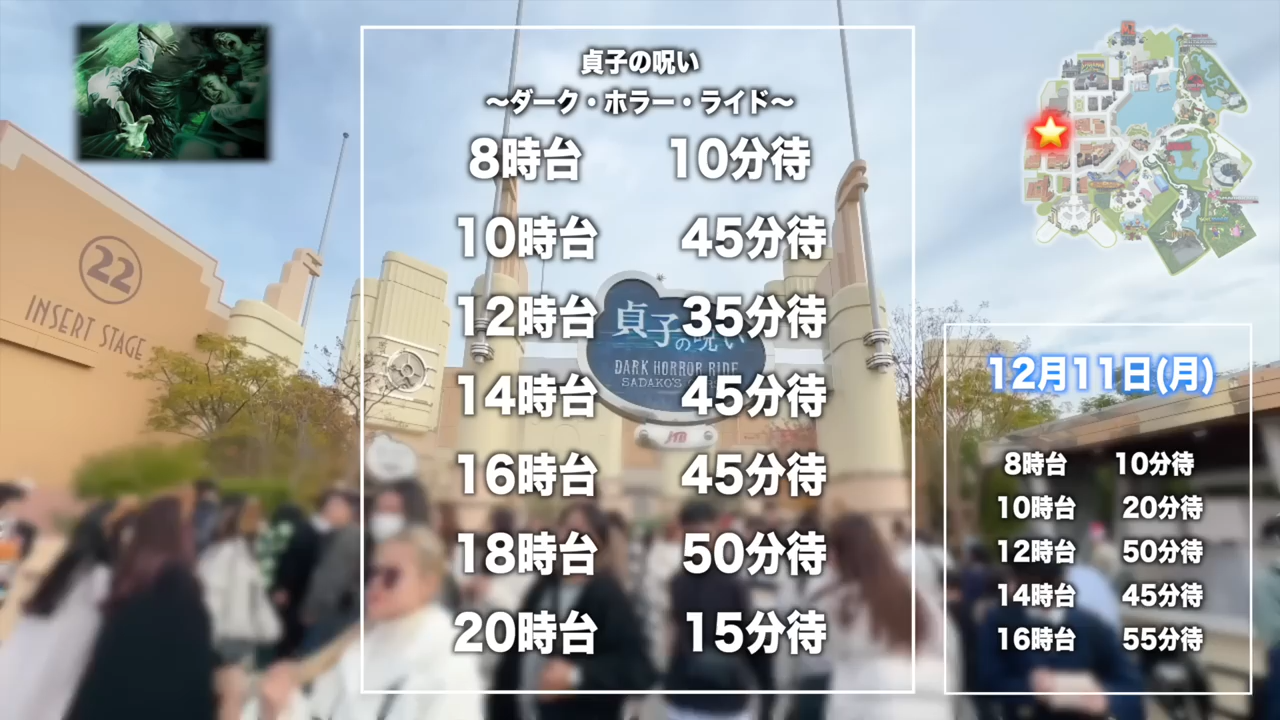 貞子の呪い
～ダーク・ホラー・ライド～
8時台 10分待
10時台 45分待
12時台 35分待
14時台 45分待
16時台 45分待
18時台 50分待
20時台 15分待
12月11日(月)
8時台 10分待
10時台 20分待
12時台 50分待
14時台 45分待
16時台 55分待
22
INSERT STAGE
貞子の呪い
DARK HORROR RIDE
JTB